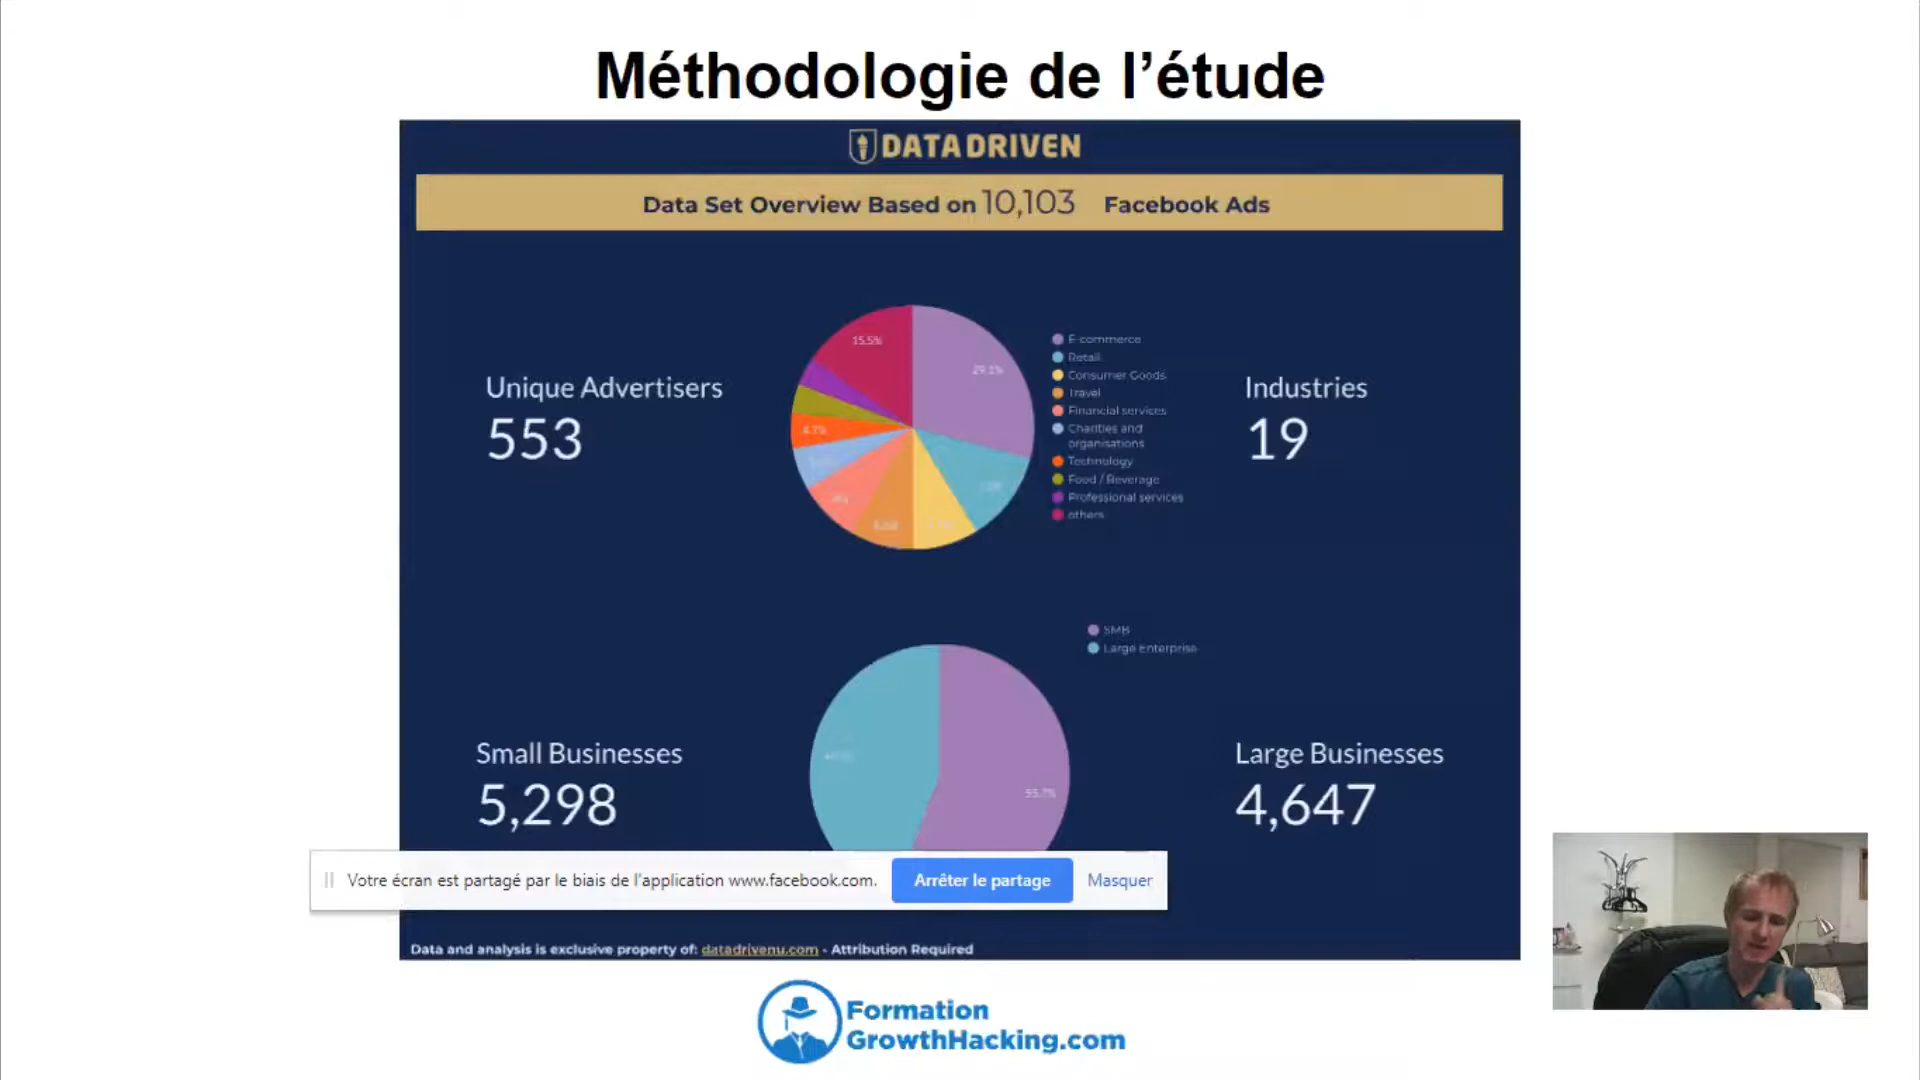 Méthodologie de l’étude
DATA DRIVEN
Data Set Overview Based on 10,103 Facebook Ads
Unique Advertisers
553
15.5%
29.1%
4.7%
E-commerce
Retail
Consumer Goods
Travel
Financial services
Charities and
organisations
Technology
Food / Beverage
Professional services
others
Industries
19
SMB
Large Enterprise
Small Businesses
5,298
55.7%
Large Businesses
4,647
Votre écran est partagé par le biais de l'application www.facebook.com.
Arrêter le partage
Masquer
Data and analysis is exclusive property of: datadrivenu.com - Attribution Required
Formation
GrowthHacking.com